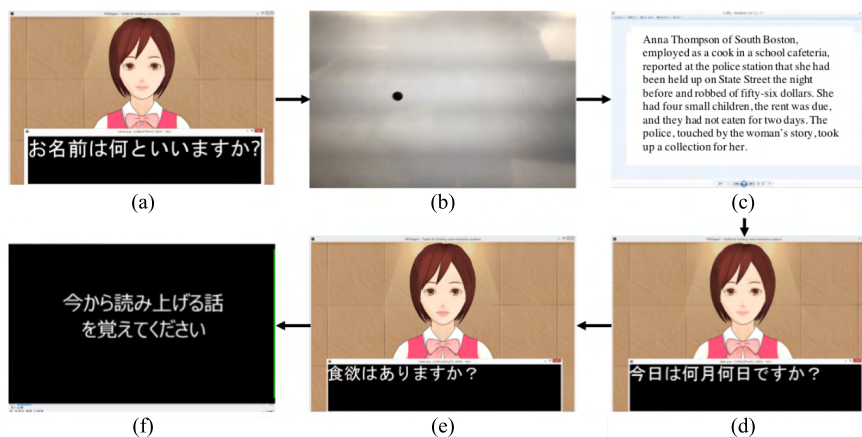 お名前は何といいますか?
Anna Thompson of South Boston,
employed as a cook in a school cafeteria,
reported at the police station that she had
been held up on State Street the night
before and robbed of fifty-six dollars. She
had four small children, the rent was due,
and they had not eaten for two days. The
police, touched by the woman's story, took
up a collection for her.
(a)
(b)
(c)
今から読み上げる話
を覚えてください
食欲はありますか?
今日は何月何日ですか?
(f)
(e)
(d)